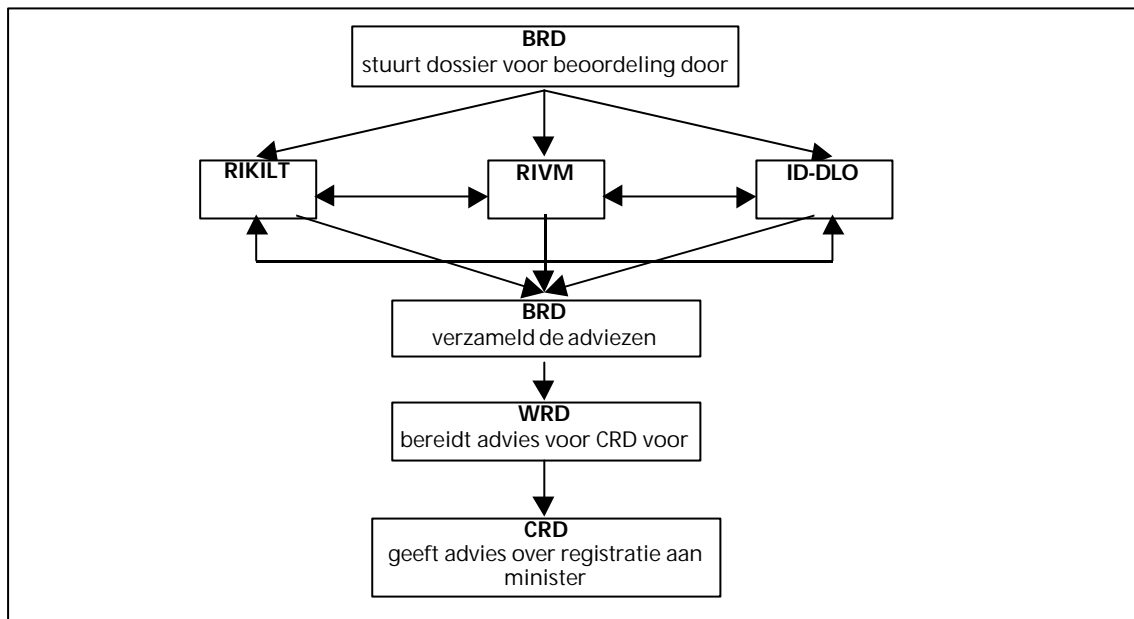 BRD
stuurt dossier voor beoordeling door
RIKILT
RIVM
ID-DLO
BRD
verzameld de adviezen
WRD
bereidt advies voor CRD voor
CRD
geeft advies over registratie aan
minister